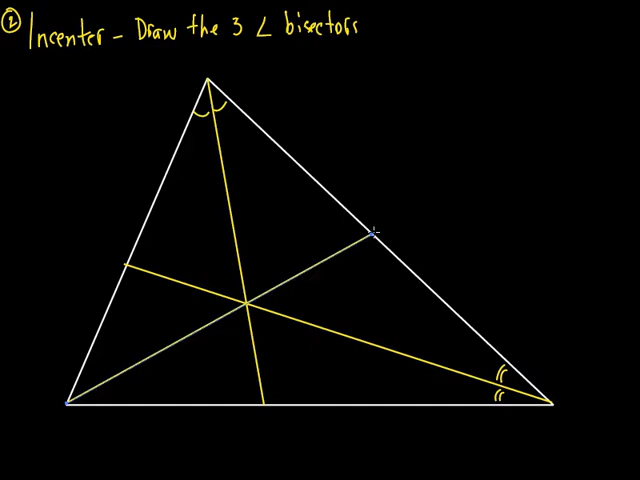 ② Incenter - Draw the 3 ∠ bisectors